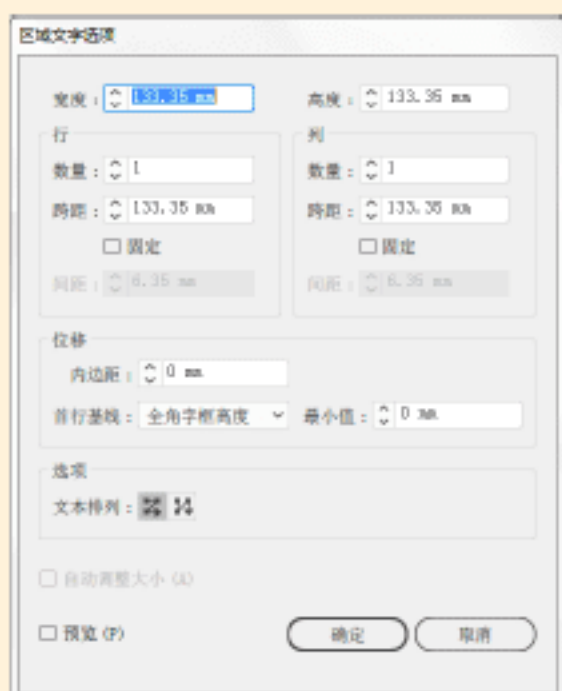 区域文字选项
宽度： 133.35 mm 高度： 133.35 mm
行 列
数量： 1 数量： 1
跨距： 133.35 mm 跨距： 133.35 mm
固定 固定
间距： 6.35 mm 间距： 6.35 mm
位移
内边距： 0 mm
首行基线： 全角字框高度 最小值： 0 mm
选项
文本排列：
自动调整大小 (A)
预览 (P) 确定 取消